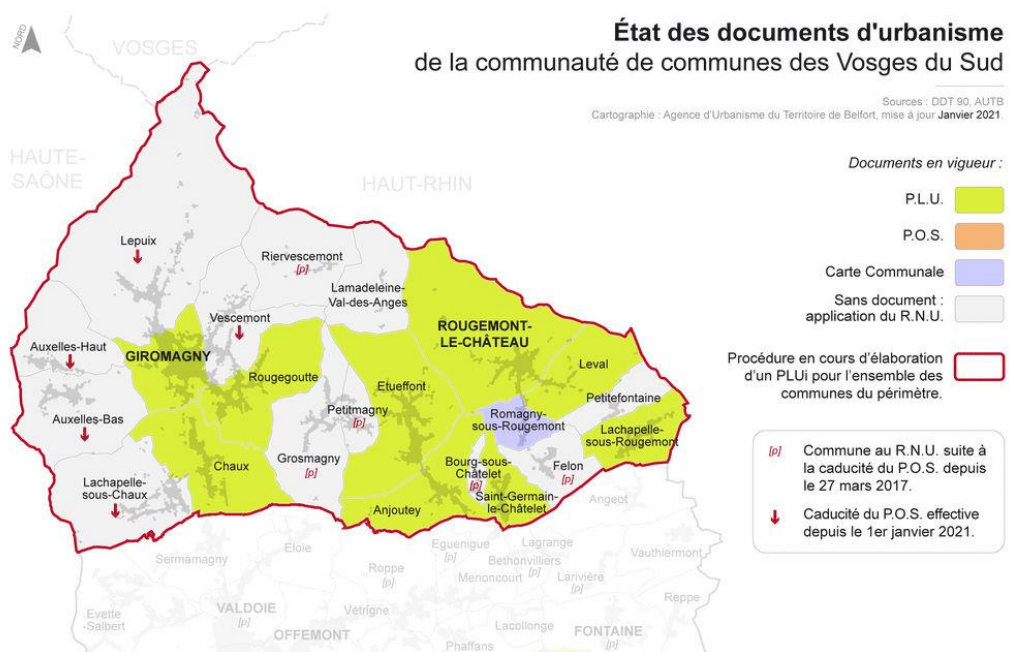 NORD
VOSGES
État des documents d'urbanisme
de la communauté de communes des Vosges du Sud
Sources : DDT 90, AUTB
Cartographie : Agence d'Urbanisme du Territoire de Belfort, mise à jour Janvier 2021.
HAUTE-
SAÔNE
HAUT-RHIN
Documents en vigueur :
P.L.U.
P.O.S.
Carte Communale
Sans document :
application du R.N.U.
Procédure en cours d'élaboration
d'un PLUi pour l'ensemble des
communes du périmètre.
[p] Commune au R.N.U. suite à
la caducité du P.O.S. depuis
le 27 mars 2017.
Caducité du P.O.S. effective
depuis le 1er janvier 2021.
Lepuix
Riervescemont
[p]
Lamadeleine-
Val-des-Anges
Vescemont
Auxelles-Haut
GIROMAGNY
Rougegoutte
ROUGEMONT-
LE-CHÂTEAU
Leval
Etueffont
Petitefontaine
Auxelles-Bas
Petitmagny
[p]
Romagny-
sous-Rougemont
Lachapelle-
sous-Rougemont
Chaux
Grosmagny
[p]
Bourg-sous-
Châtelet
[p]
Felon
[p]
Lachapelle-
sous-Chaux
Anjoutey
Saint-Germain-
le-Châtelet
Angeot
Sermamagny
Eloie
Eguenigue
[p]
Lagrange
Bethonvilliers
[p]
Vauthiermont
Roppe
[p]
Menoncourt
Larivière
[p]
Reppe
Evette
-Salbert
VALDOIE
[p]
Vétrigne
OFFEMONT
Lacollonge
FONTAINE
[p]
Phaffans